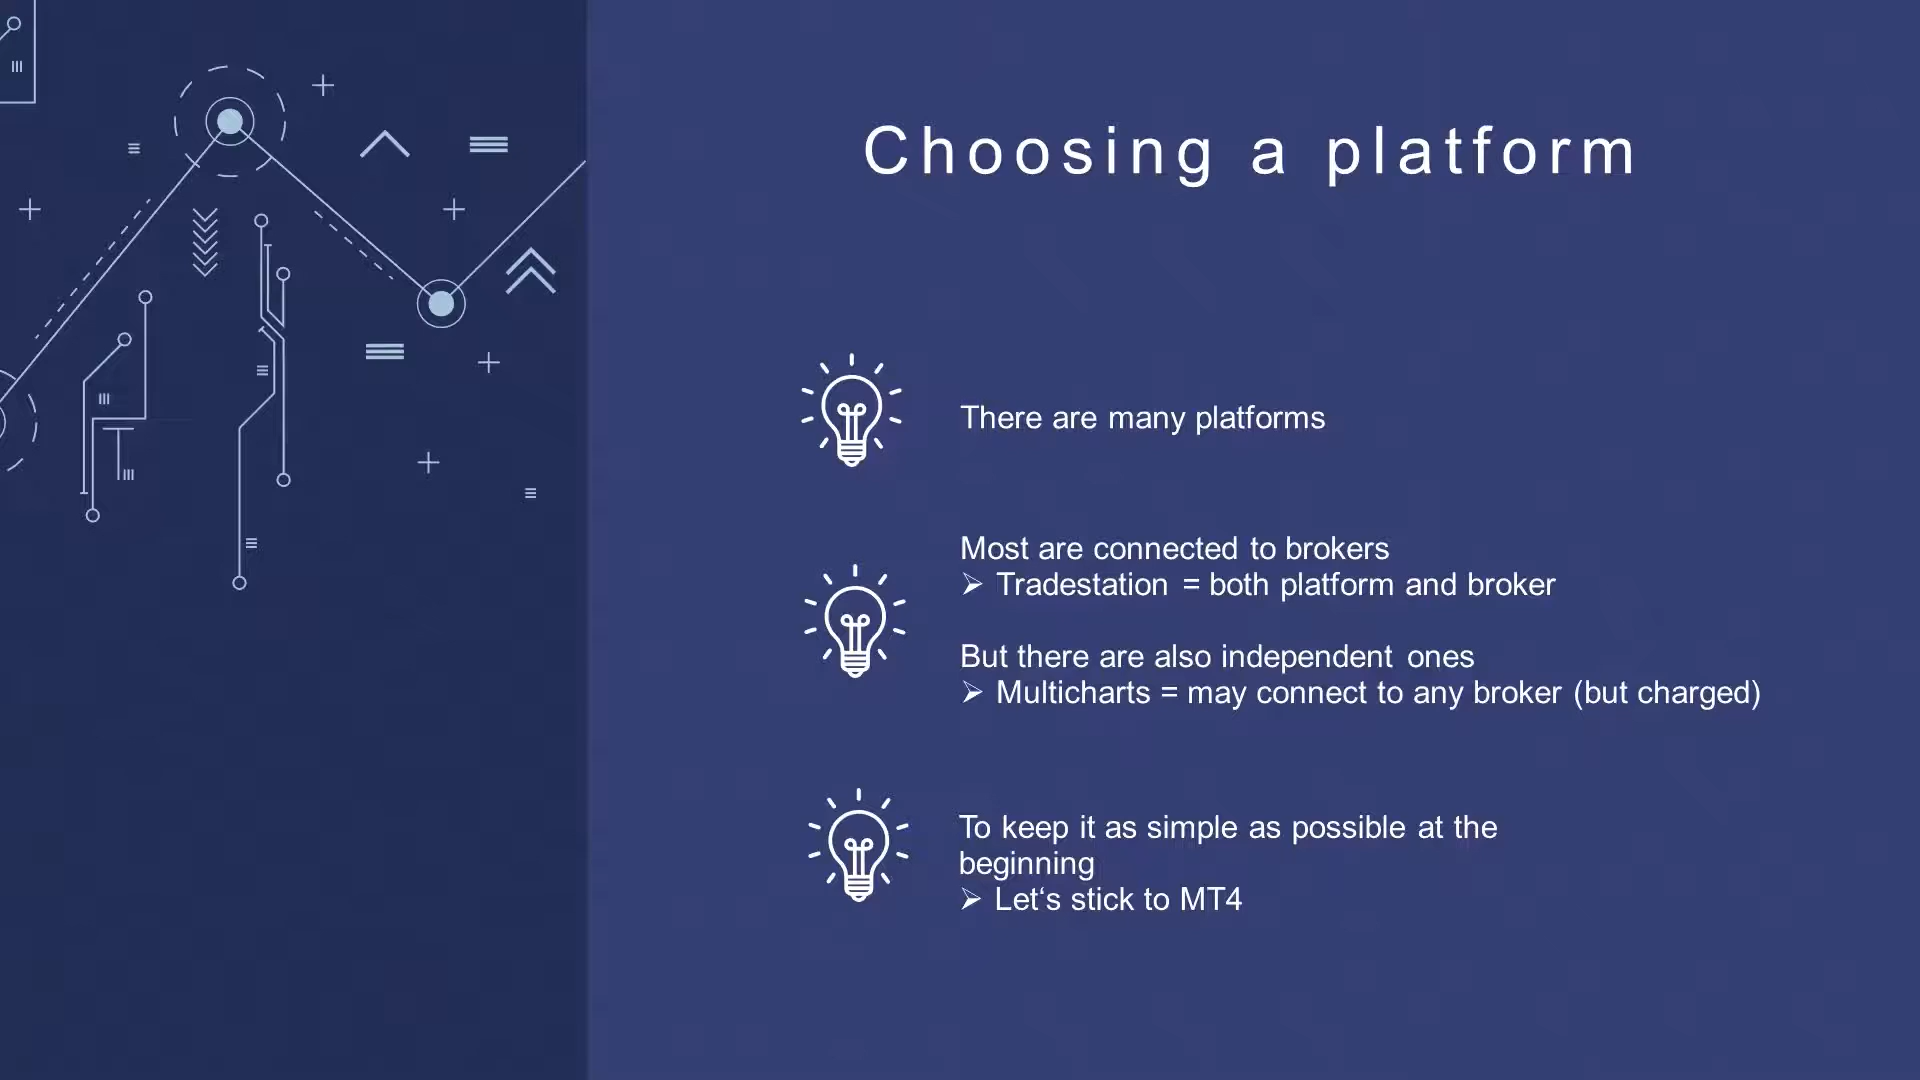 Choosing a platform
There are many platforms
Most are connected to brokers
➢ Tradestation = both platform and broker
But there are also independent ones
➢ Multicharts = may connect to any broker (but charged)
To keep it as simple as possible at the
beginning
➢ Let‘s stick to MT4